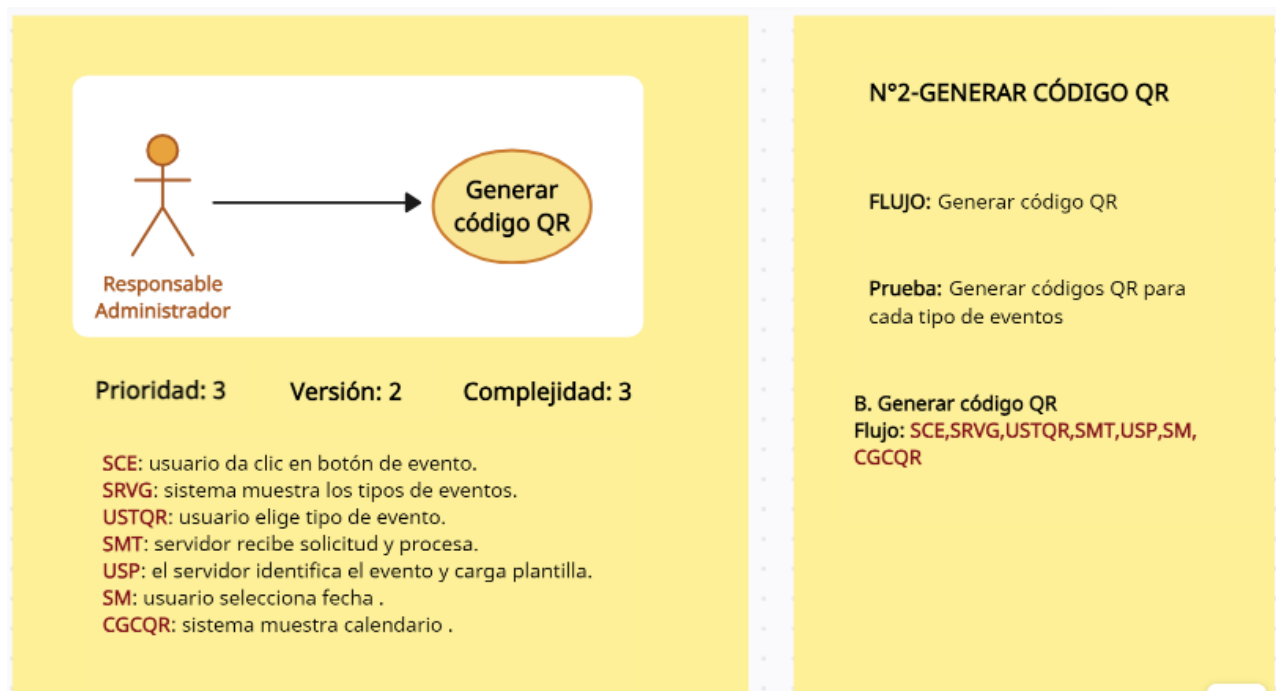 Generar
código QR
Responsable
Administrador
Prioridad: 3 Versión: 2 Complejidad: 3
SCE: usuario da clic en botón de evento.
SRVG: sistema muestra los tipos de eventos.
USTQR: usuario elige tipo de evento.
SMT: servidor recibe solicitud y procesa.
USP: el servidor identifica el evento y carga plantilla.
SM: usuario selecciona fecha .
CGCQR: sistema muestra calendario .
N°2-GENERAR CÓDIGO QR
FLUJO: Generar código QR
Prueba: Generar códigos QR para
cada tipo de eventos
B. Generar código QR
Flujo: SCE,SRVG,USTQR,SMT,USP,SM,
CGCQR